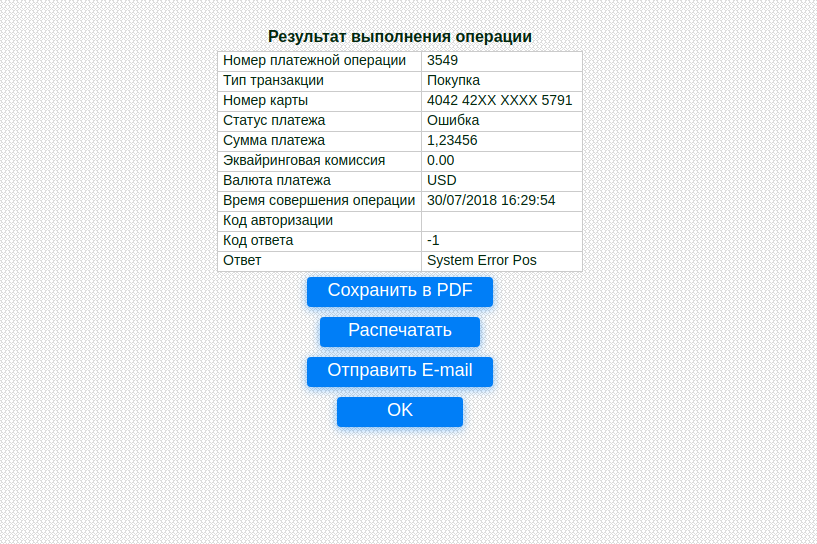 Результат выполнения операции
Номер платежной операции 3549
Тип транзакции Покупка
Номер карты 4042 42XX XXXX 5791
Статус платежа Ошибка
Сумма платежа 1,23456
Эквайринговая комиссия 0.00
Валюта платежа USD
Время совершения операции 30/07/2018 16:29:54
Код авторизации
Код ответа -1
Ответ System Error Pos
Сохранить в PDF
Распечатать
Отправить E-mail
OK